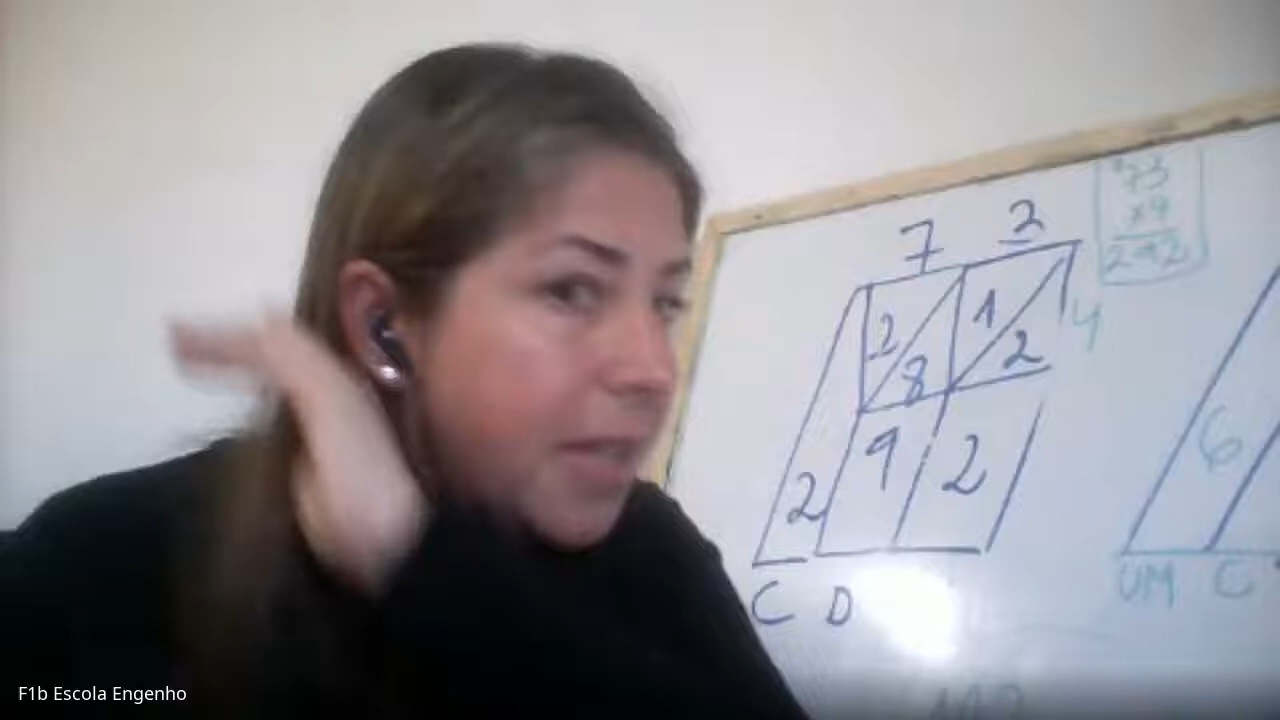 7 3
73
x4
292
2 1
8 2
4
2 9 2
6
C D
UM C
F1b Escola Engenho